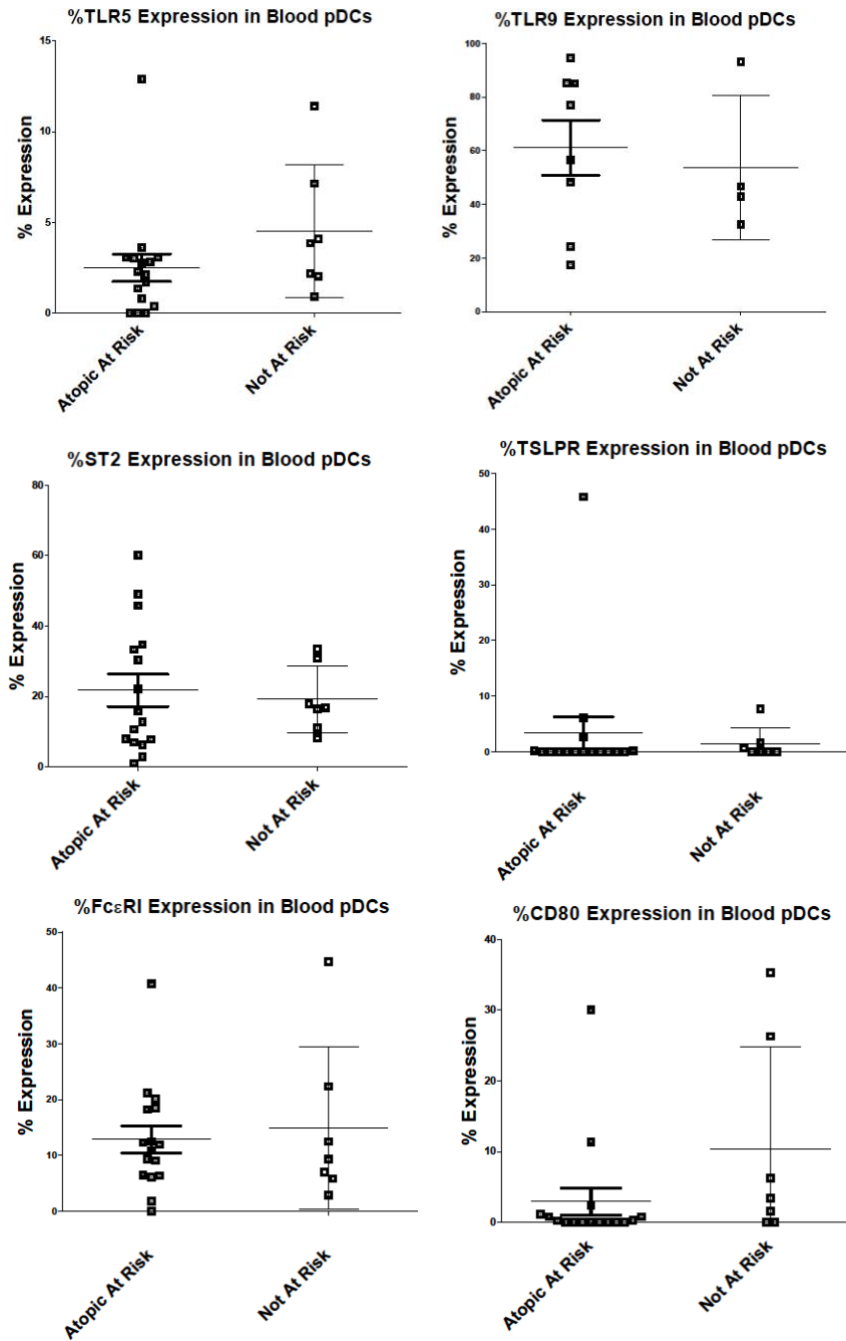 %TLR5 Expression in Blood pDCs
15
10
5
0
% Expression
Atopic At Risk
Not At Risk
%TLR9 Expression in Blood pDCs
100
80
60
40
20
0
% Expression
Atopic At Risk
Not At Risk
%ST2 Expression in Blood pDCs
80
60
40
20
0
% Expression
Atopic At Risk
Not At Risk
%TSLPR Expression in Blood pDCs
50
40
30
20
10
0
% Expression
Atopic At Risk
Not At Risk
%FcεRI Expression in Blood pDCs
50
40
30
20
10
0
% Expression
Atopic At Risk
Not At Risk
%CD80 Expression in Blood pDCs
40
30
20
10
0
% Expression
Atopic At Risk
Not At Risk